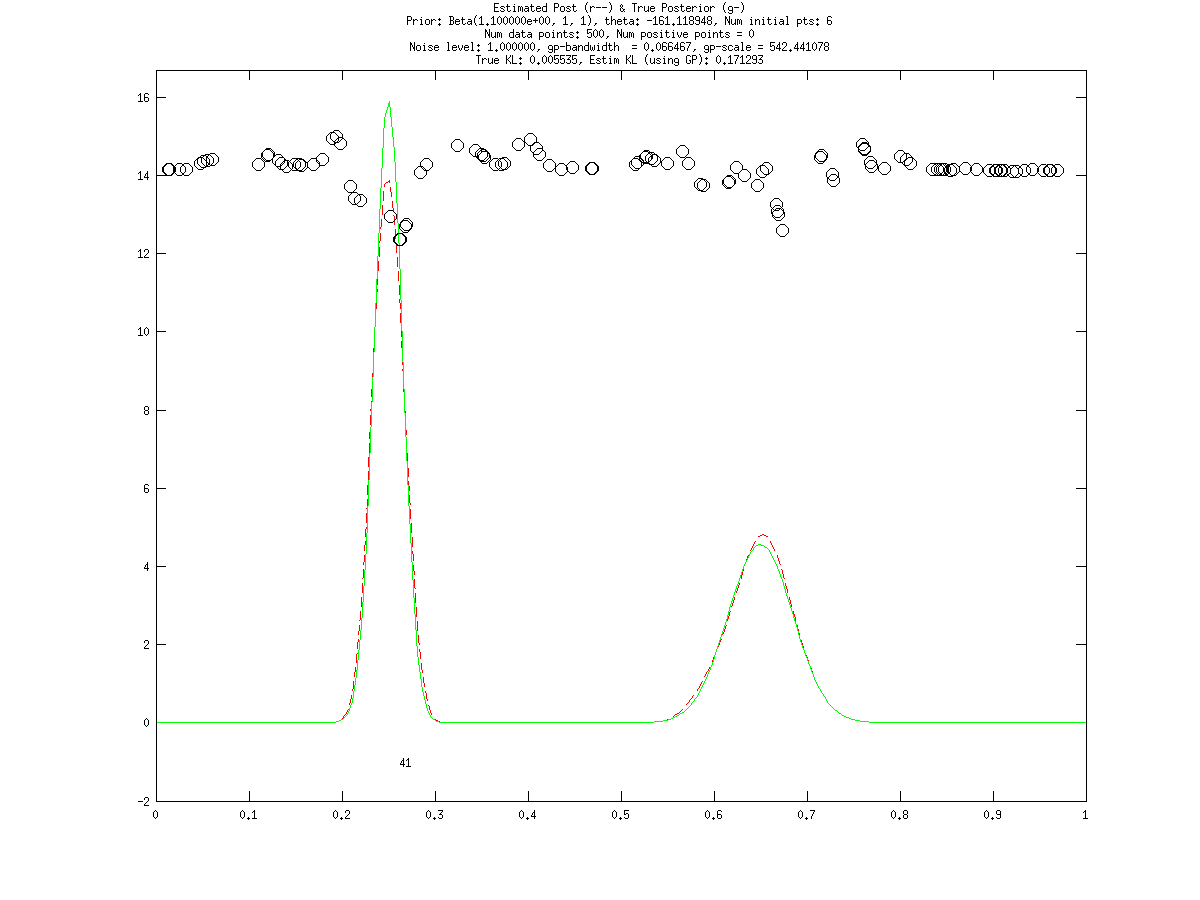 Estimated Post (r--) & True Posterior (g-)
Prior: Beta(1.100000e+00, 1, 1), theta: -161.118948, Num initial pts: 6
Num data points: 500, Num positive points = 0
Noise level: 1.000000, gp-bandwidth  = 0.066467, gp-scale = 542.441078
True KL: 0.005535, Estim KL (using GP): 0.171293
16
14
12
10
8
6
4
2
0
41
-2
0 0.1 0.2 0.3 0.4 0.5 0.6 0.7 0.8 0.9 1